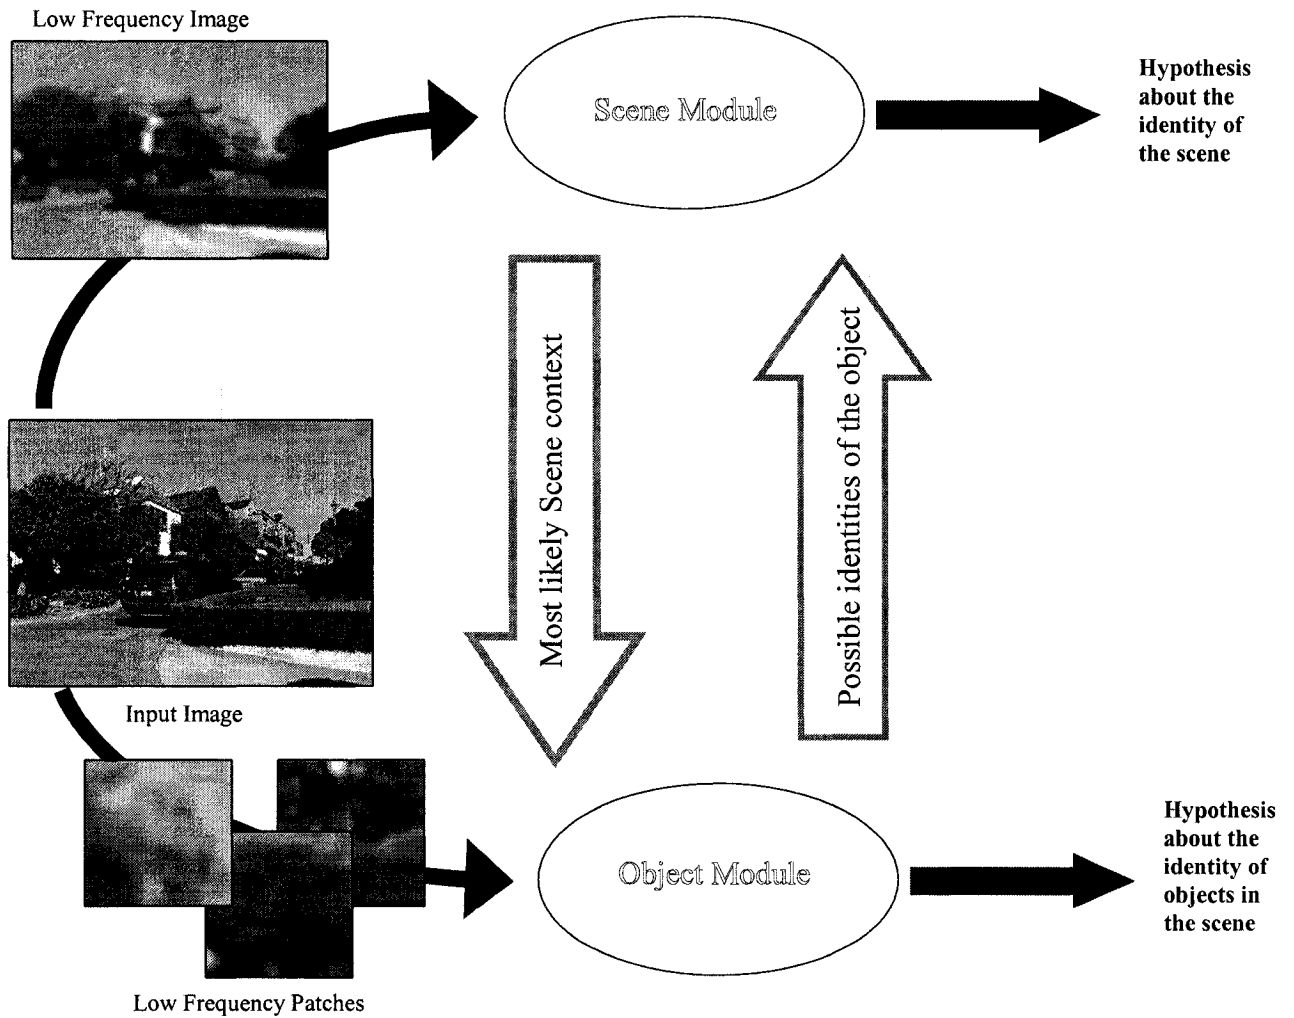 Low Frequency Image
Scene Module
Hypothesis
about the
identity of
the scene
Most likely Scene context
Possible identities of the object
Input Image
Object Module
Hypothesis
about the
identity of
objects in
the scene
Low Frequency Patches